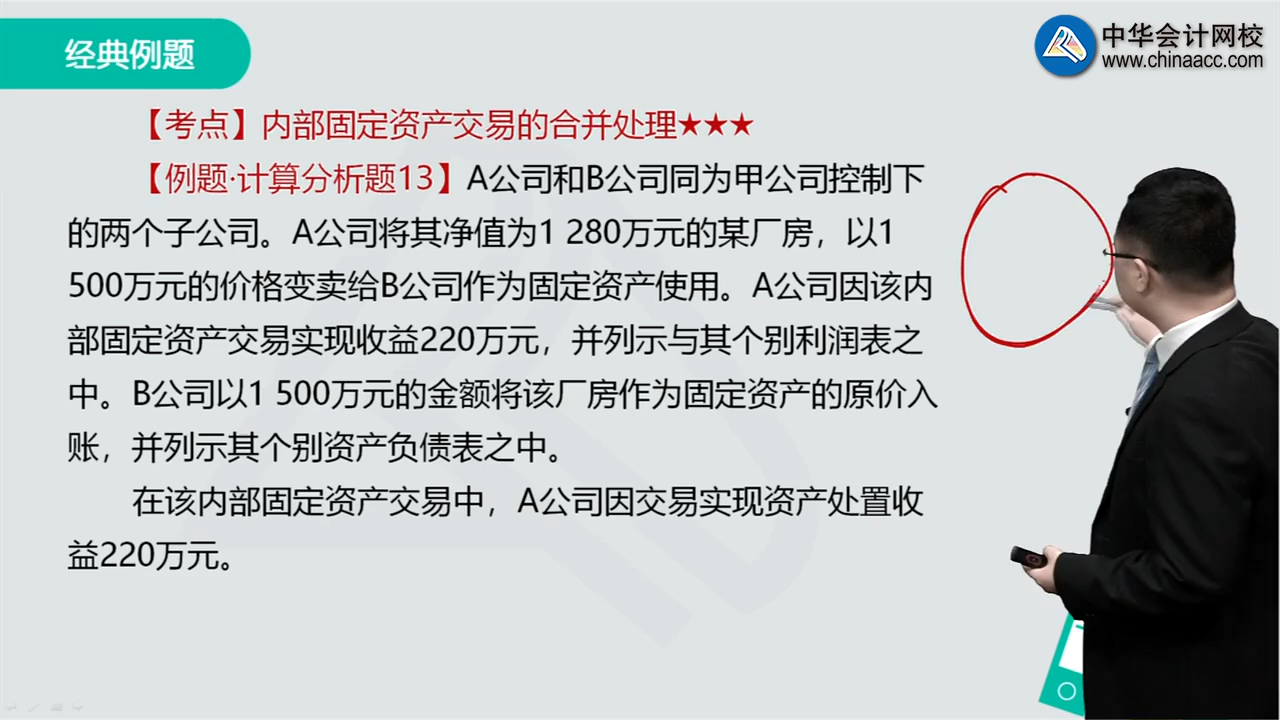 经典例题
中华会计网校
www.chinaacc.com
【考点】内部固定资产交易的合并处理★★★
【例题·计算分析题13】A公司和B公司同为甲公司控制下
的两个子公司。A公司将其净值为1 280万元的某厂房，以1
500万元的价格变卖给B公司作为固定资产使用。A公司因该内
部固定资产交易实现收益220万元，并列示与其个别利润表之
中。B公司以1 500万元的金额将该厂房作为固定资产的原价入
账，并列示其个别资产负债表之中。
在该内部固定资产交易中，A公司因交易实现资产处置收
益220万元。